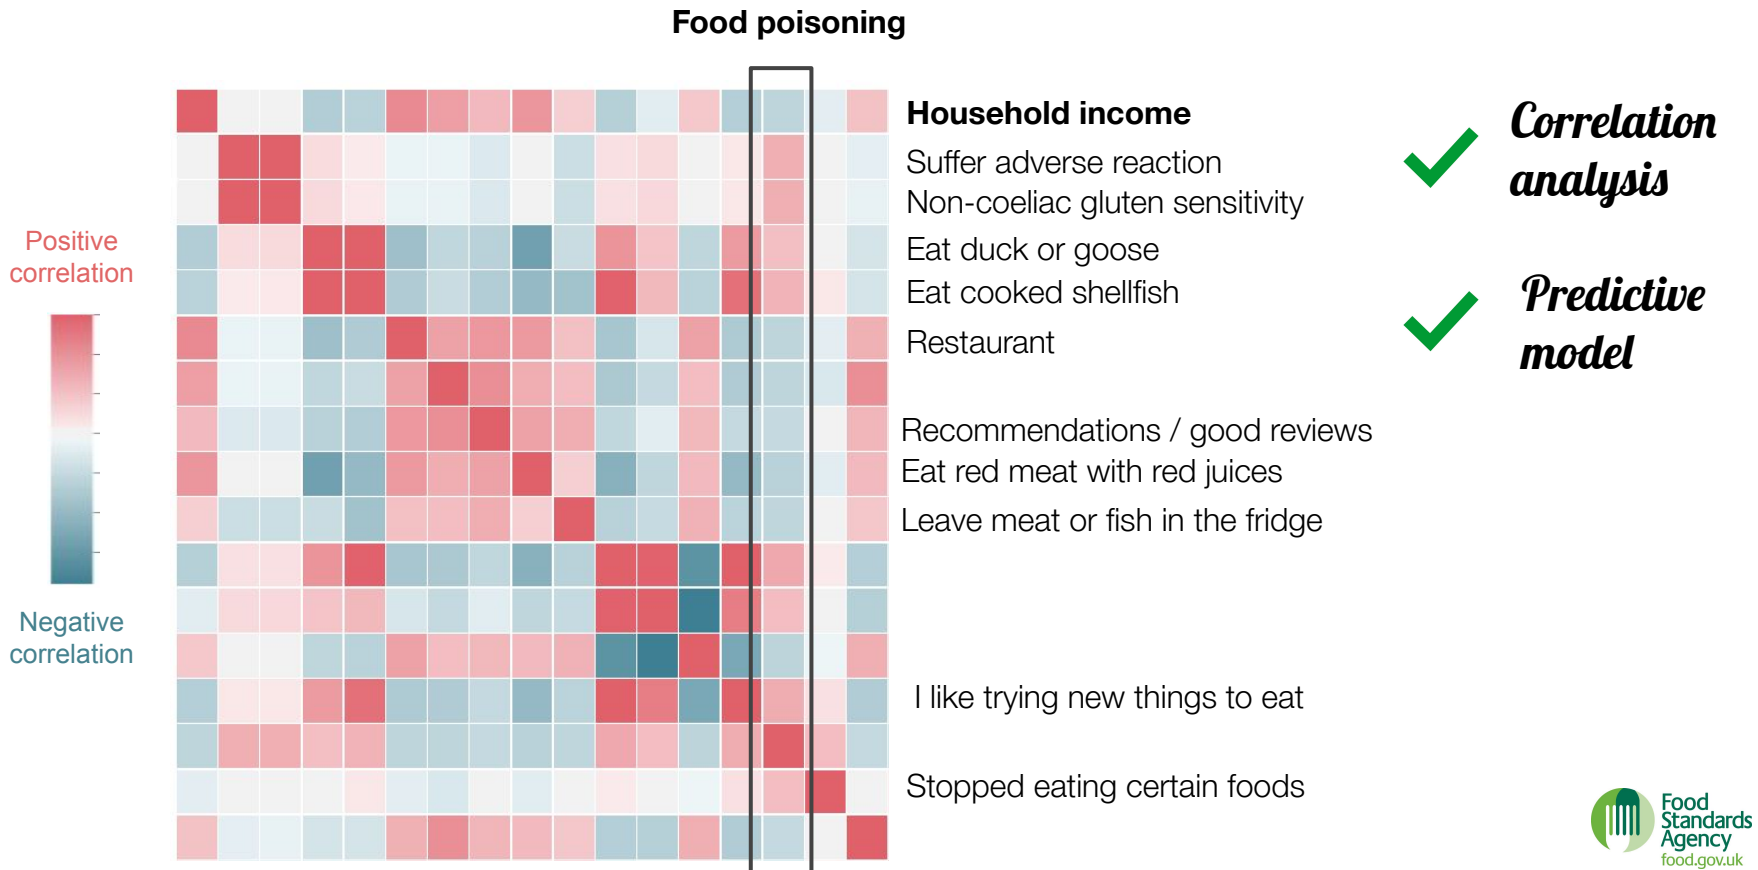 Food poisoning
Household income
Suffer adverse reaction
Non-coeliac gluten sensitivity
Eat duck or goose
Eat cooked shellfish
Restaurant
Recommendations / good reviews
Eat red meat with red juices
Leave meat or fish in the fridge
I like trying new things to eat
Stopped eating certain foods
Positive
correlation
Negative
correlation
Correlation
analysis
Predictive
model
Food
Standards
Agency
food.gov.uk